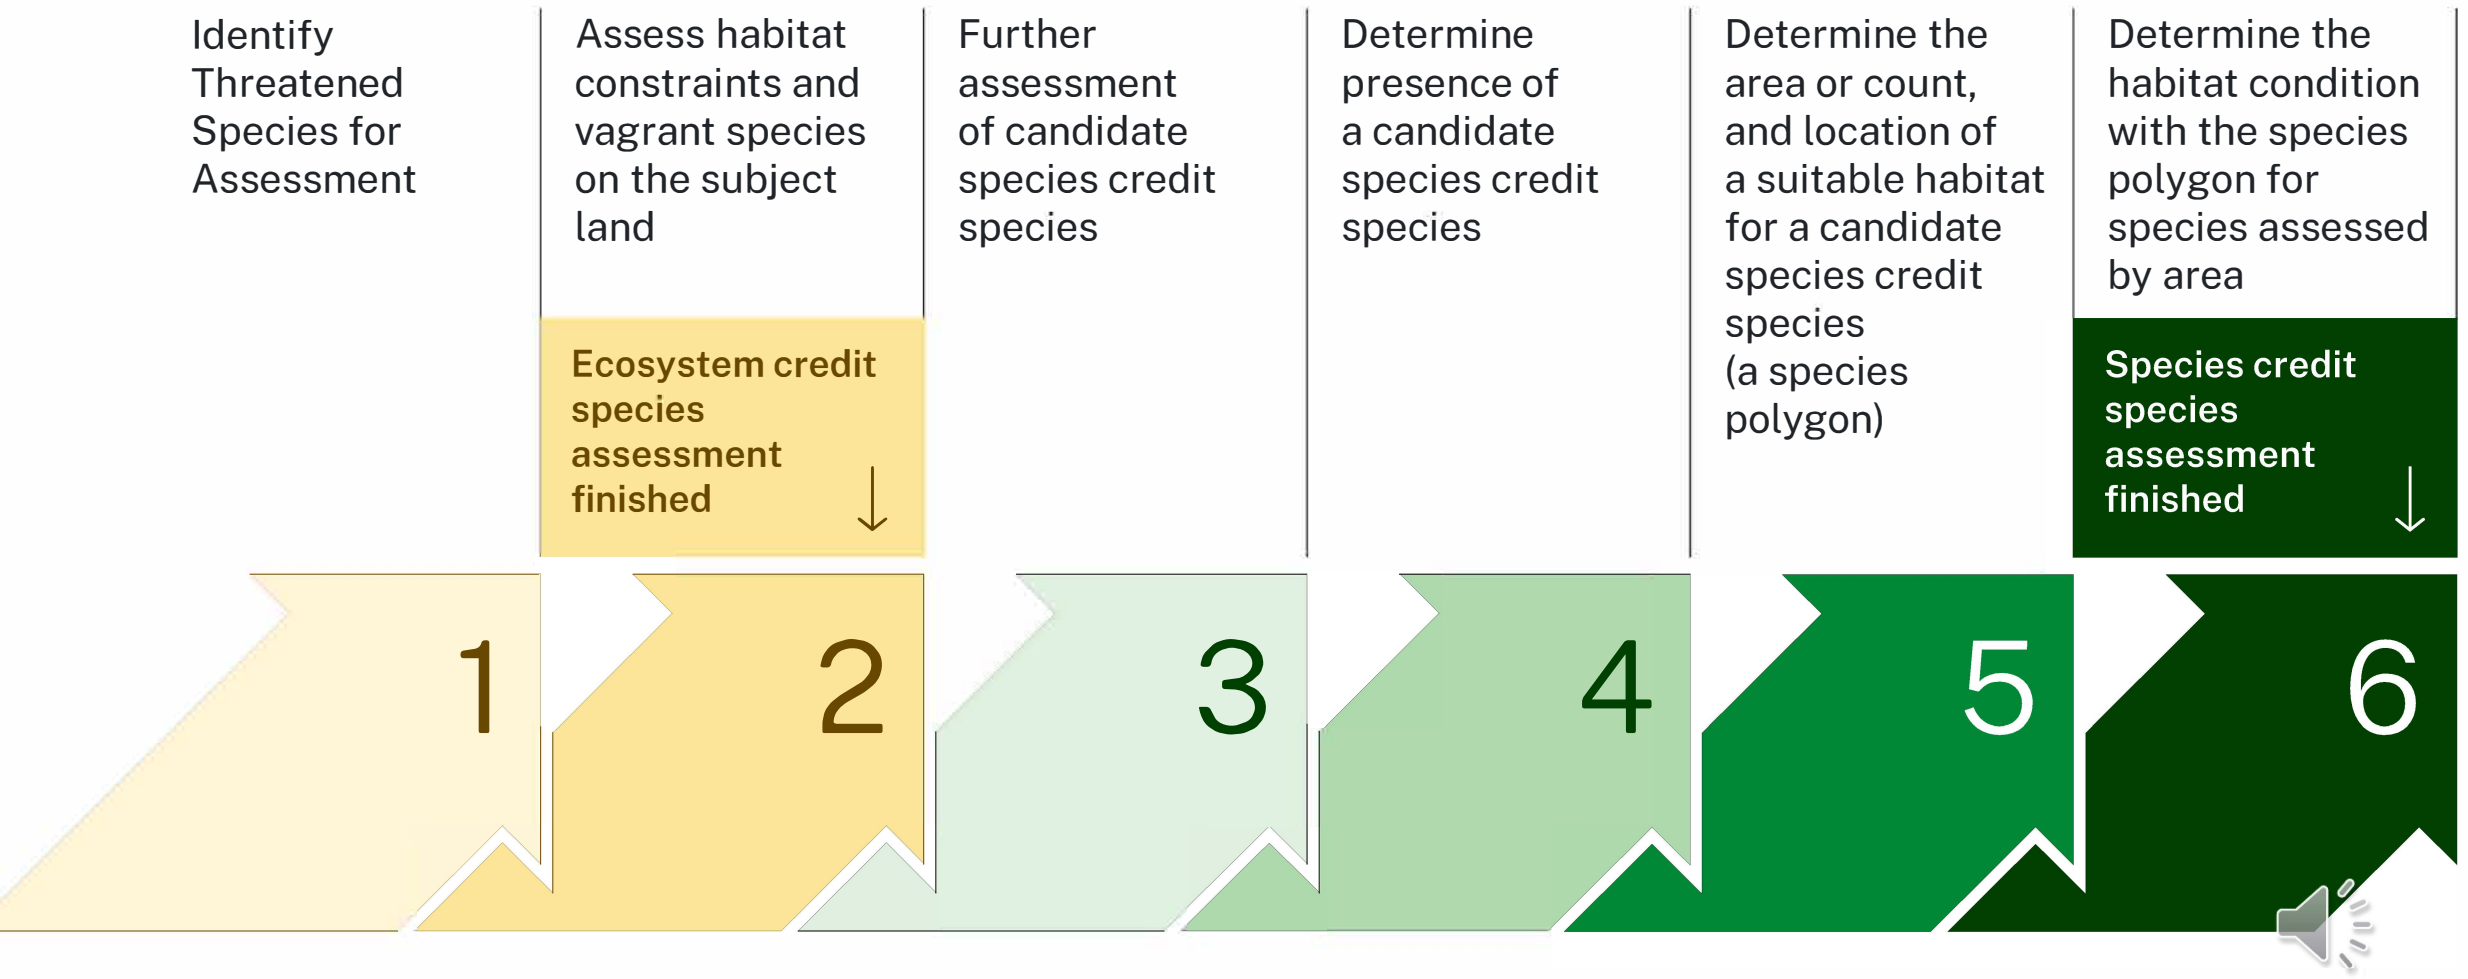 Identify
Threatened
Species for
Assessment
Assess habitat
constraints and
vagrant species
on the subject
land
Ecosystem credit
species
assessment
finished
Further
assessment
of candidate
species credit
species
Determine
presence of
a candidate
species credit
species
Determine the
area or count,
and location of
a suitable habitat
for a candidate
species credit
species
(a species
polygon)
Determine the
habitat condition
with the species
polygon for
species assessed
by area
Species credit
species
assessment
finished
1
2
3
4
5
6